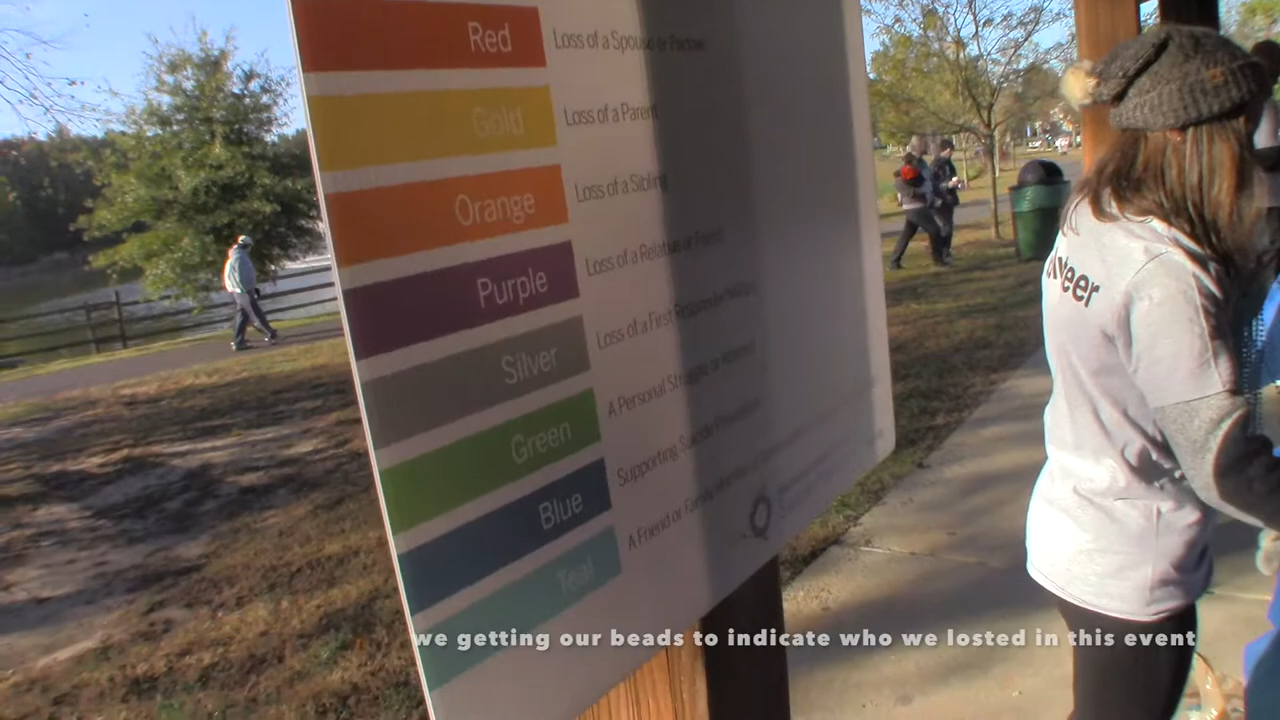 Red Loss of a Spouse or Partner
Gold Loss of a Parent
Orange Loss of a Sibling
Purple Loss of a Relative or Friend
Silver Loss of a First Responder/
Green A Personal Struggle or Attempt
Blue Supporting Suicide Prevention
Teal A Friend or Family
teer
we getting our beads to indicate who we losted in this event